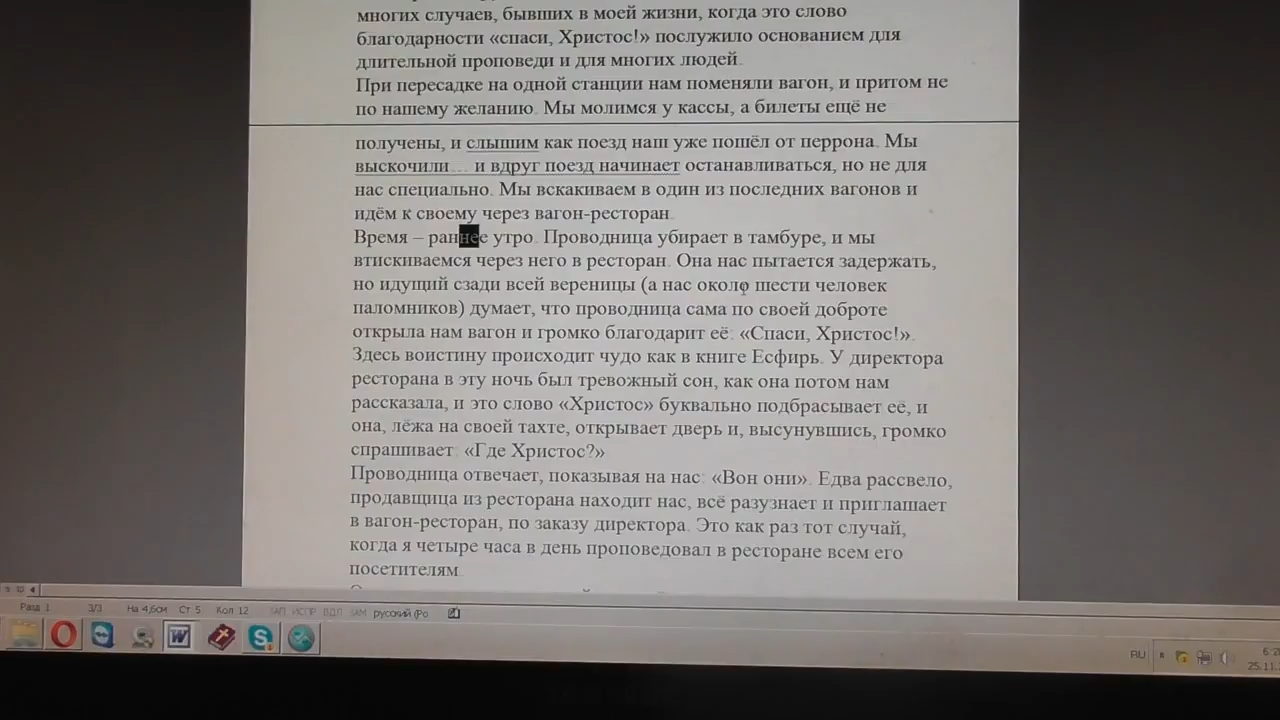 многих случаев, бывших в моей жизни, когда это слово
благодарности «спаси, Христос!» послужило основанием для
длительной проповеди и для многих людей.
При пересадке на одной станции нам поменяли вагон, и притом не
по нашему желанию. Мы молимся у кассы, а билеты ещё не
получены, и слышим как поезд наш уже пошёл от перрона. Мы
выскочили... и вдруг поезд начинает останавливаться, но не для
нас специально. Мы вскакиваем в один из последних вагонов и
идём к своему через вагон-ресторан.
Время – раннее утро. Проводница убирает в тамбуре, и мы
втискиваемся через него в ресторан. Она нас пытается задержать,
но идущий сзади всей вереницы (а нас около шести человек
паломников) думает, что проводница сама по своей доброте
открыла нам вагон и громко благодарит её: «Спаси, Христос!».
Здесь воистину происходит чудо как в книге Есфирь. У директора
ресторана в эту ночь был тревожный сон, как она потом нам
рассказала, и это слово «Христос» буквально подбрасывает её, и
она, лёжа на своей тахте, открывает дверь и, высунувшись, громко
спрашивает: «Где Христос?»
Проводница отвечает, показывая на нас: «Вон они». Едва рассвело,
продавщица из ресторана находит нас, всё разузнает и приглашает
в вагон-ресторан, по заказу директора. Это как раз тот случай,
когда я четыре часа в день проповедовал в ресторане всем его
посетителям.
Разд 1 3/3 На 4,6см Ст 5 Кол 12 ЗАП ИСПР ВДЛ ЗАМ русский (Ро
RU 6:2
25.11.